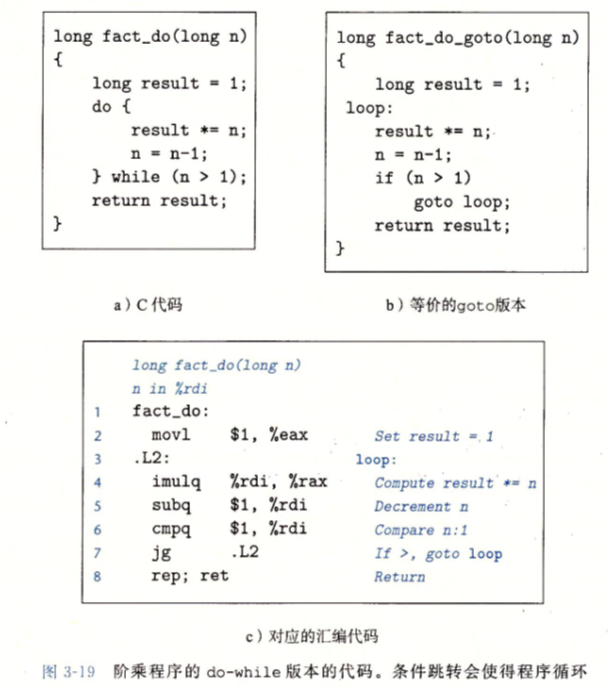 long fact_do(long n)
{
    long result = 1;
    do {
        result *= n;
        n = n-1;
    } while (n > 1);
    return result;
}
a）C代码
long fact_do_goto(long n)
{
    long result = 1;
 loop:
    result *= n;
    n = n-1;
    if (n > 1)
        goto loop;
    return result;
}
b）等价的goto版本
long fact_do(long n)
n in %rdi
1 fact_do:
2 movl $1, %eax Set result = 1
3 .L2: loop:
4 imulq %rdi, %rax Compute result *= n
5 subq $1, %rdi Decrement n
6 cmpq $1, %rdi Compare n:1
7 jg .L2 If >, goto loop
8 rep; ret Return
c）对应的汇编代码
图 3-19 阶乘程序的 do-while 版本的代码。条件跳转会使得程序循环